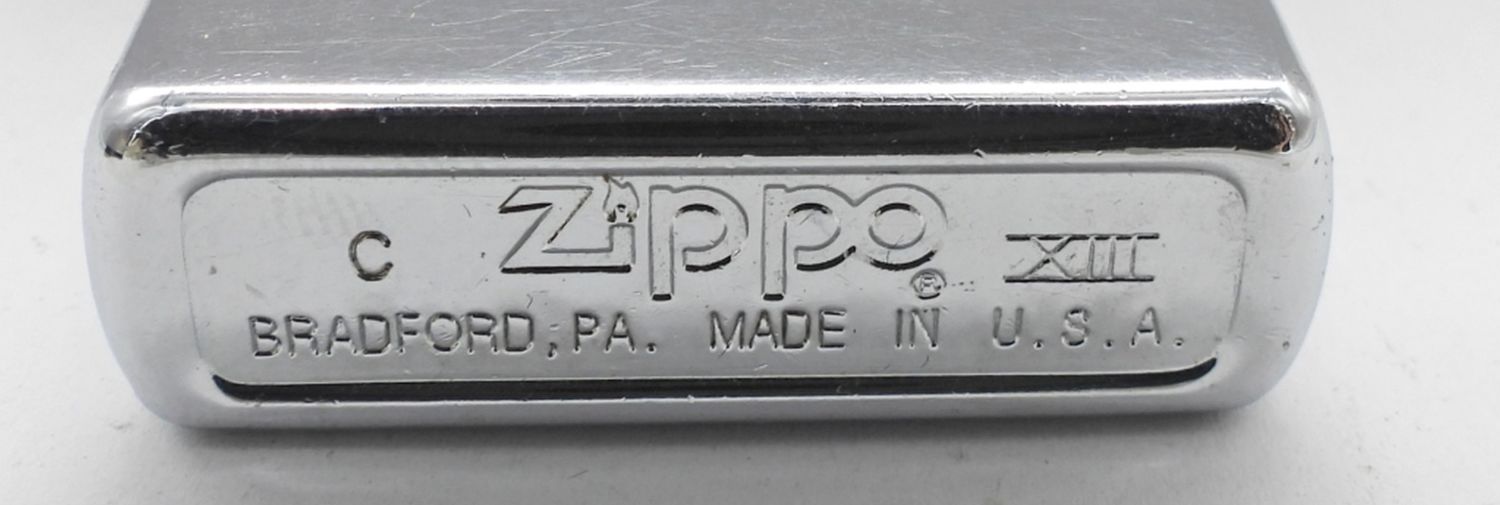 C Zippo ® XIII
BRADFORD, PA. MADE IN U.S.A.